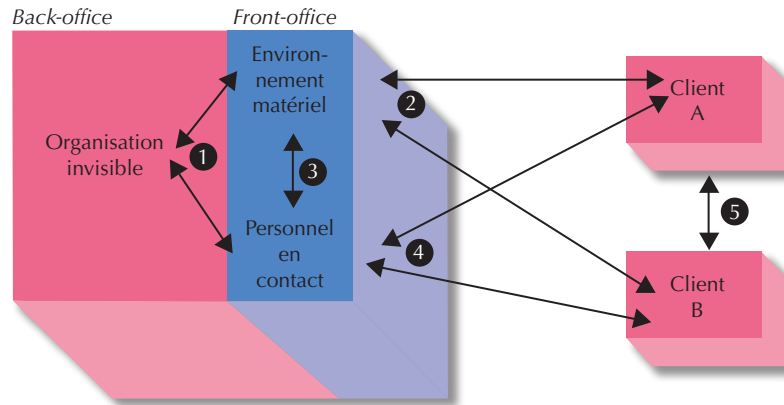 Back-office
Front-office
Environ-
nement
matériel
Organisation
invisible
Personnel
en
contact
1
2
3
4
5
Client
A
Client
B